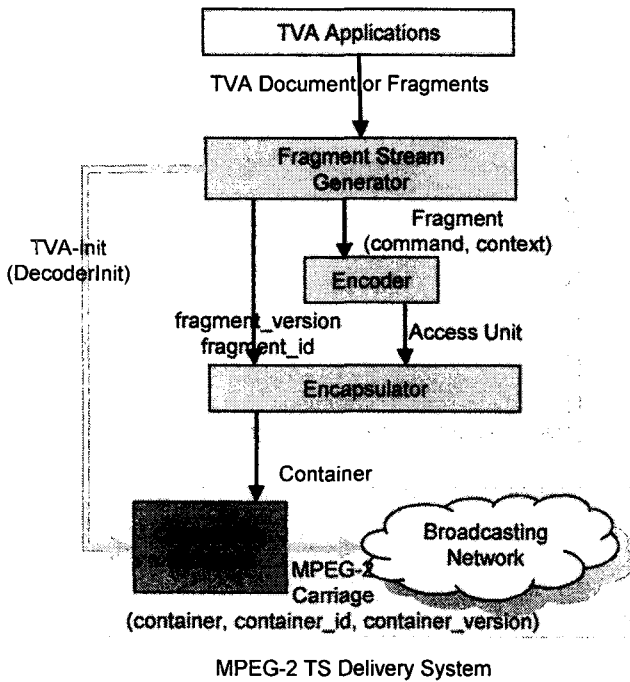 TVA Applications
TVA Document or Fragments
Fragment Stream
Generator
Fragment
(command, context)
TVA-init
(DecoderInit)
Encoder
fragment_version
fragment_id
Access Unit
Encapsulator
Container
Broadcasting
Network
MPEG-2
Carriage
(container, container_id, container_version)
MPEG-2 TS Delivery System